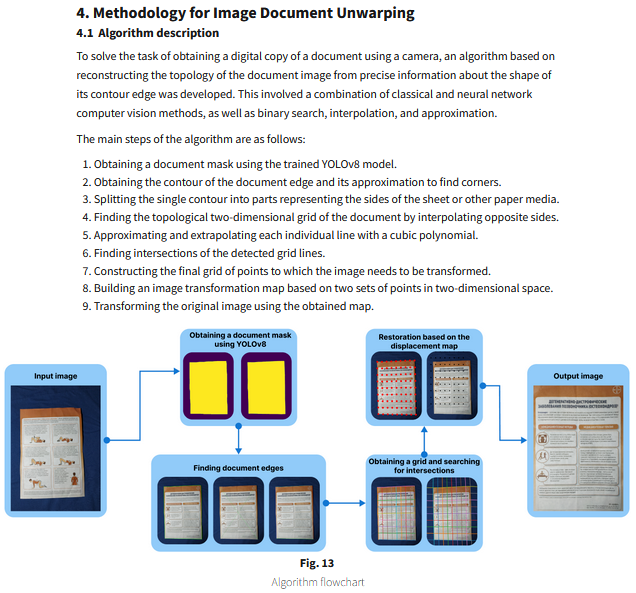 4. Methodology for Image Document Unwarping
4.1 Algorithm description
To solve the task of obtaining a digital copy of a document using a camera, an algorithm based on
reconstructing the topology of the document image from precise information about the shape of
its contour edge was developed. This involved a combination of classical and neural network
computer vision methods, as well as binary search, interpolation, and approximation.
The main steps of the algorithm are as follows:
1. Obtaining a document mask using the trained YOLOv8 model.
2. Obtaining the contour of the document edge and its approximation to find corners.
3. Splitting the single contour into parts representing the sides of the sheet or other paper media.
4. Finding the topological two-dimensional grid of the document by interpolating opposite sides.
5. Approximating and extrapolating each individual line with a cubic polynomial.
6. Finding intersections of the detected grid lines.
7. Constructing the final grid of points to which the image needs to be transformed.
8. Building an image transformation map based on two sets of points in two-dimensional space.
9. Transforming the original image using the obtained map.
Input image
Obtaining a document mask
using YOLOv8
Finding document edges
Restoration based on the
displacement map
Obtaining a grid and searching
for intersections
Output image
ДЕГЕНЕРАТИВНО-ДИСТРОФИЧЕСКИЕ
ЗАБОЛЕВАНИЯ ПОЗВОНОЧНИКА (ОСТЕОХОНДРОЗ)
Fig. 13
Algorithm flowchart